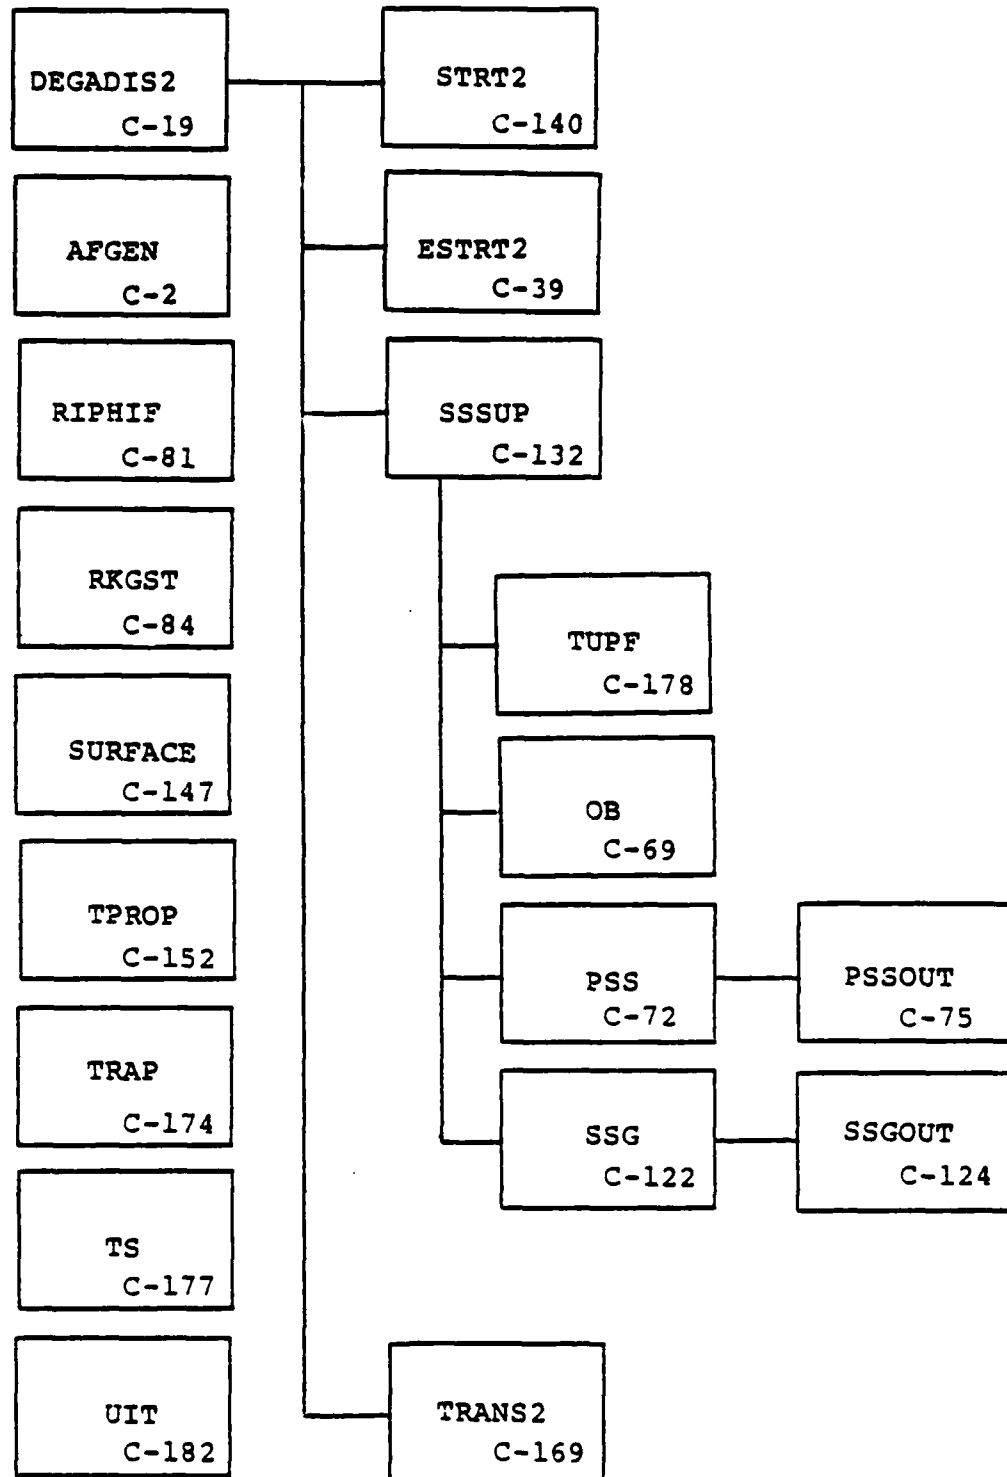 DEGADIS2
C-19
STRT2
C-140
AFGEN
C-2
ESTRT2
C-39
RIPHIF
C-81
SSSUP
C-132
RKGST
C-84
TUPF
C-178
SURFACE
C-147
OB
C-69
TPROP
C-152
PSS
C-72
PSSOUT
C-75
TRAP
C-174
SSG
C-122
SSGOUT
C-124
TS
C-177
UIT
C-182
TRANS2
C-169